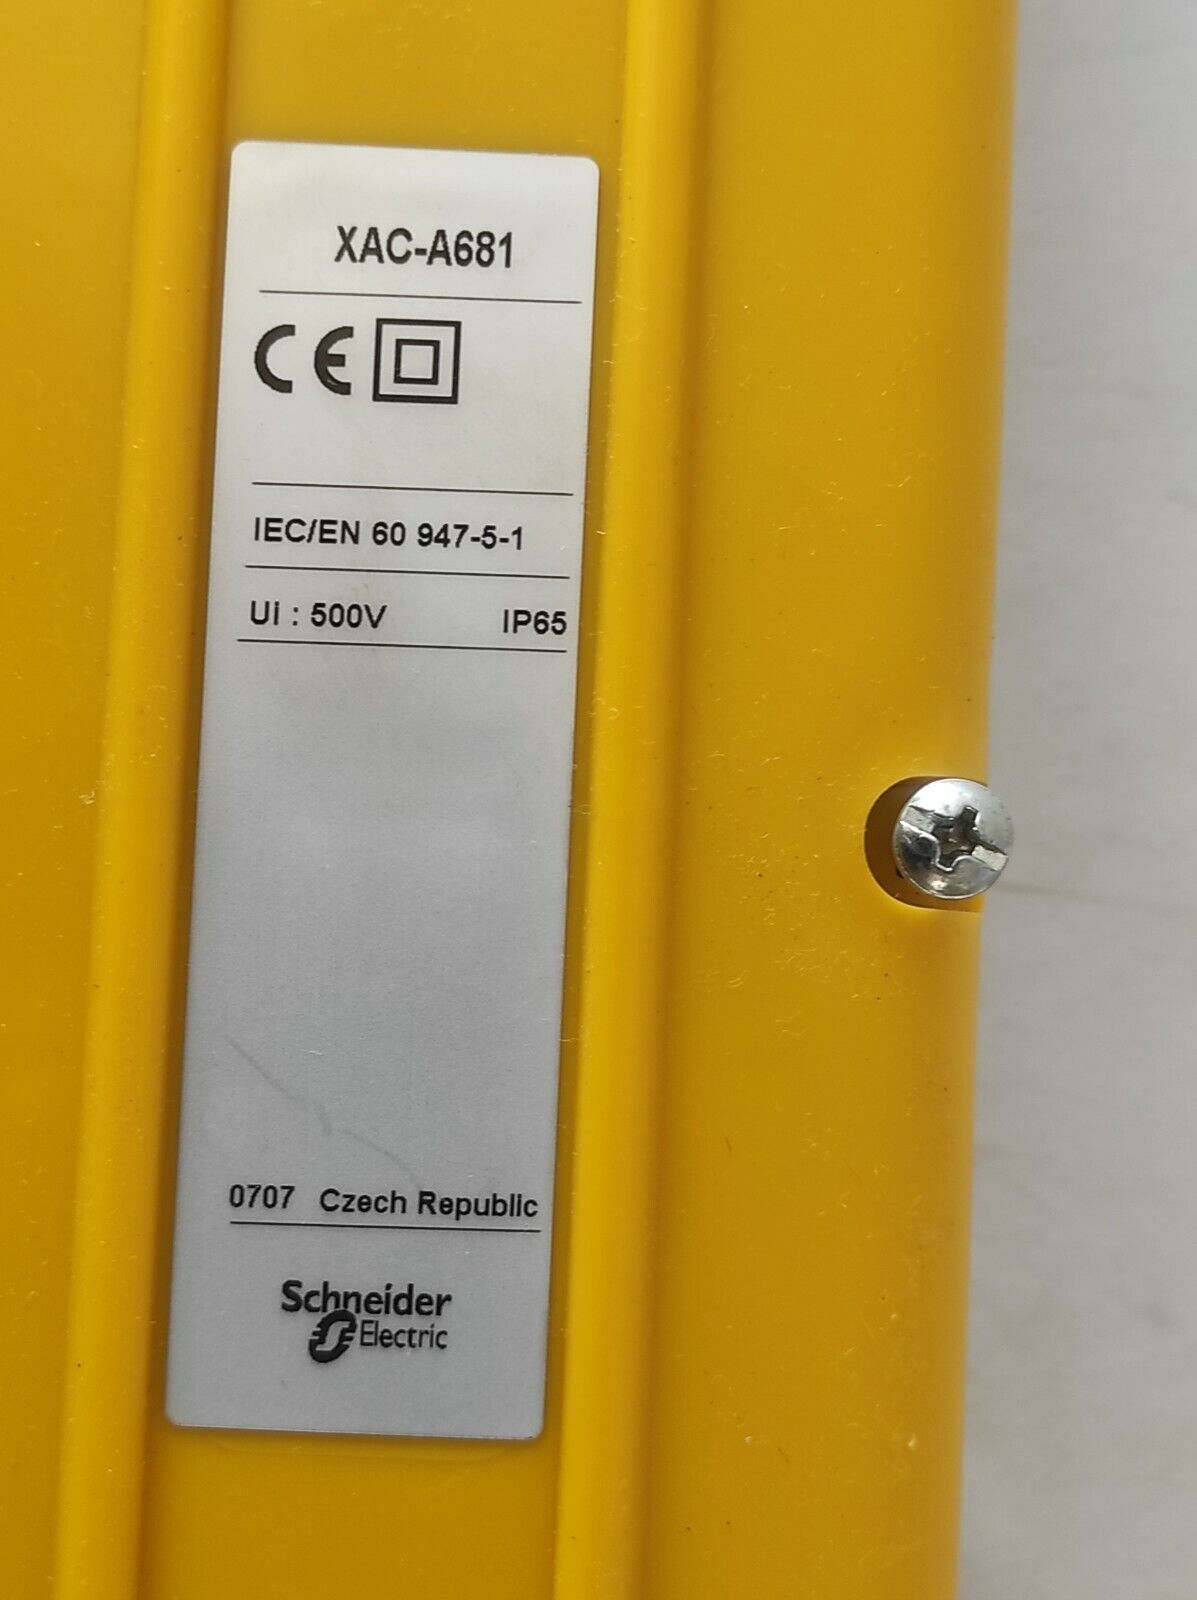 XAC-A681
CE
IEC/EN 60 947-5-1
Ui : 500V IP65
0707 Czech Republic
Schneider
Electric